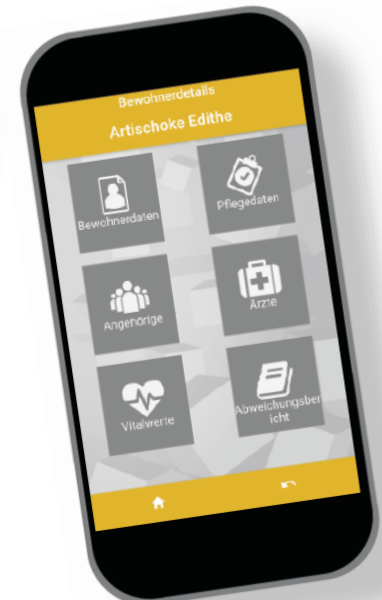 Bewohnerdetails
Artischoke Edithe
Bewohnerdaten
Pflegedaten
Angehörige
Ärzte
Vitalwerte
Abweichungsber
icht